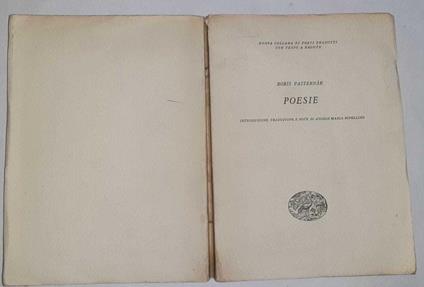 NUOVA COLLANA DI POETI TRADOTTI
CON TESTO A FRONTE
BORIS PASTERNÀK
POESIE
INTRODUZIONE, TRADUZIONE E NOTE DI ANGELO MARIA RIPELLINO